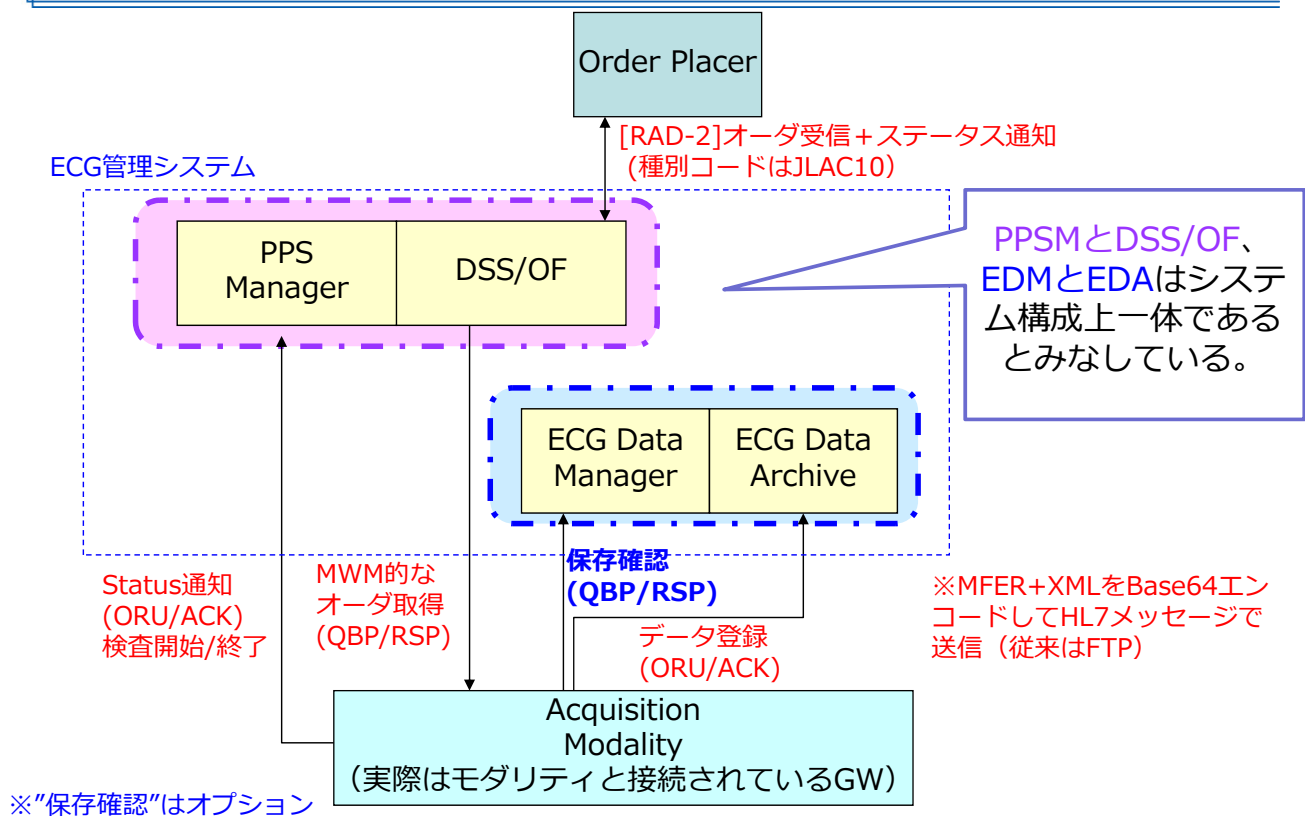 Order Placer
[RAD-2]オーダ受信+ステータス通知
(種別コードはJLAC10）
ECG管理システム
PPS
Manager
DSS/OF
PPSMとDSS/OF、
EDMとEDAはシステ
ム構成上一体である
とみなしている。
ECG Data
Manager
ECG Data
Archive
Status通知
(ORU/ACK)
検査開始/終了
MWM的な
オーダ取得
(QBP/RSP)
保存確認
(QBP/RSP)
データ登録
(ORU/ACK)
※MFER+XMLをBase64エン
コードしてHL7メッセージで
送信（従来はFTP）
Acquisition
Modality
（実際はモダリティと接続されているGW）
※”保存確認”はオプション